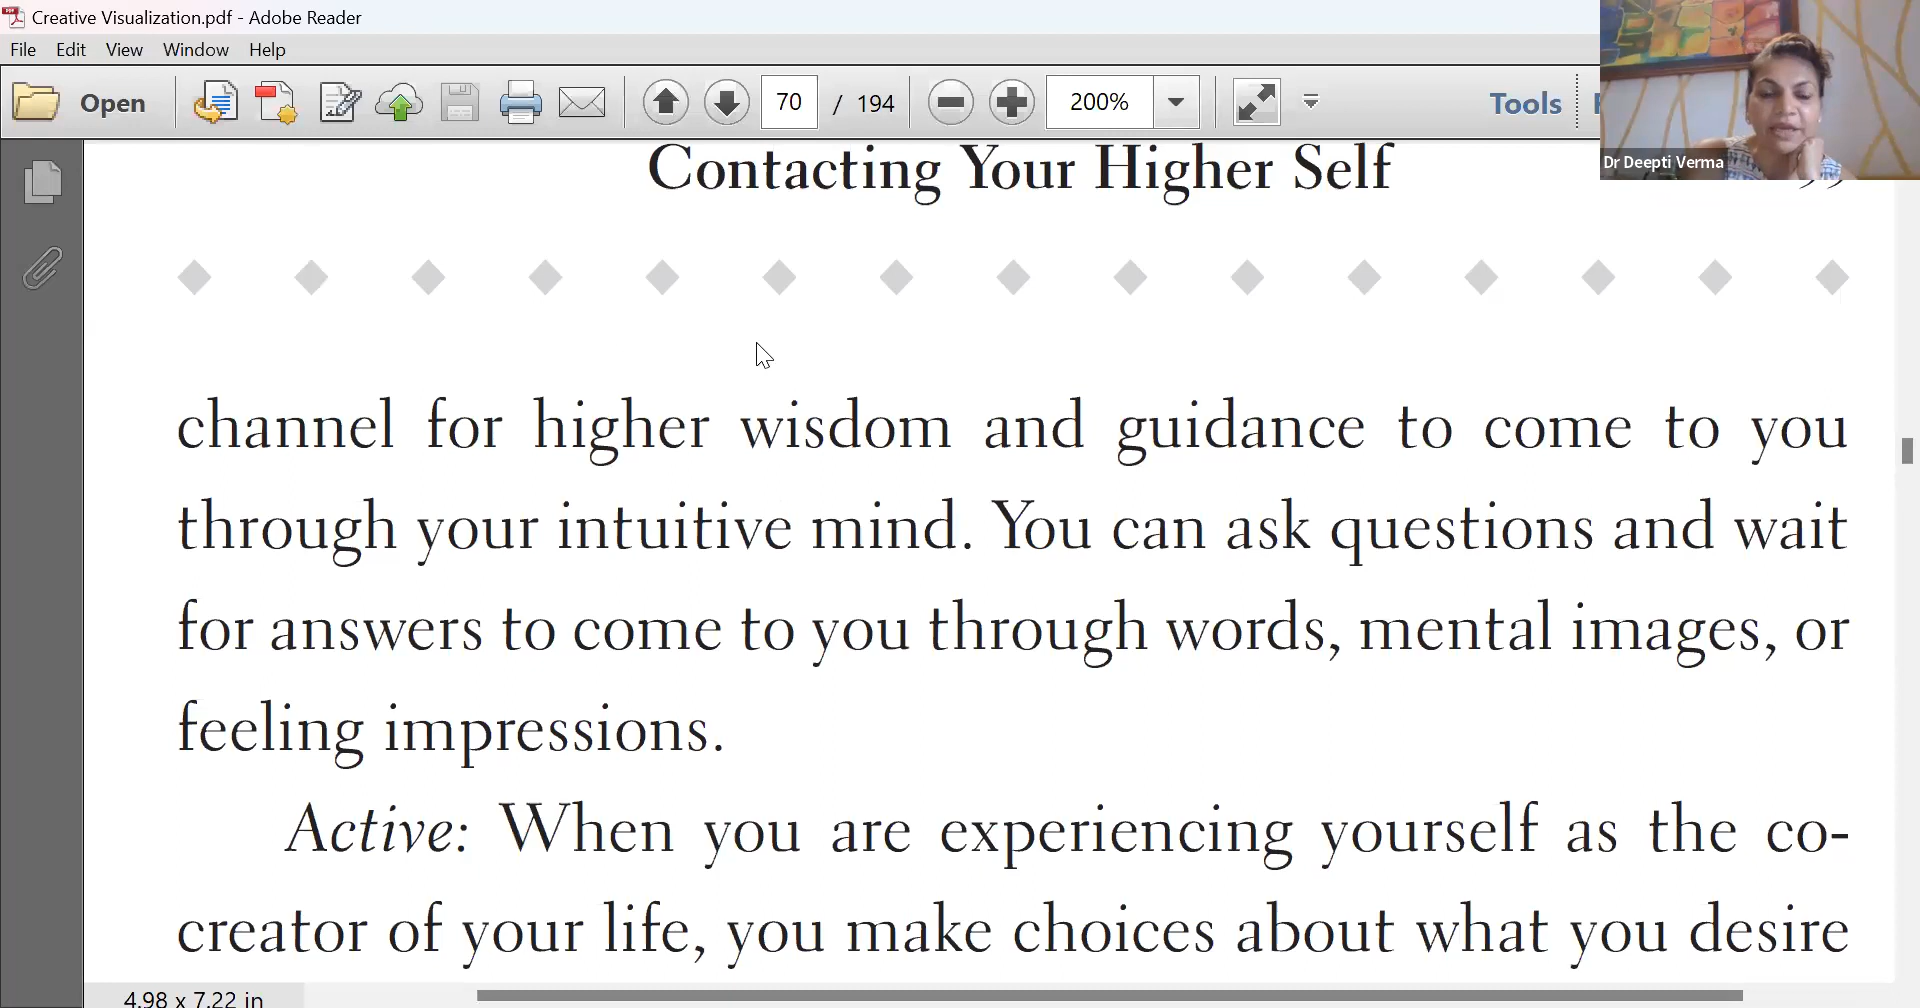 Creative Visualization.pdf - Adobe Reader
File Edit View Window Help
Open 70 / 194 200% Tools
Dr Deepti Verma
Contacting Your Higher Self
channel for higher wisdom and guidance to come to you
through your intuitive mind. You can ask questions and wait
for answers to come to you through words, mental images, or
feeling impressions.
Active: When you are experiencing yourself as the co-
creator of your life, you make choices about what you desire
4.98 x 7.22 in